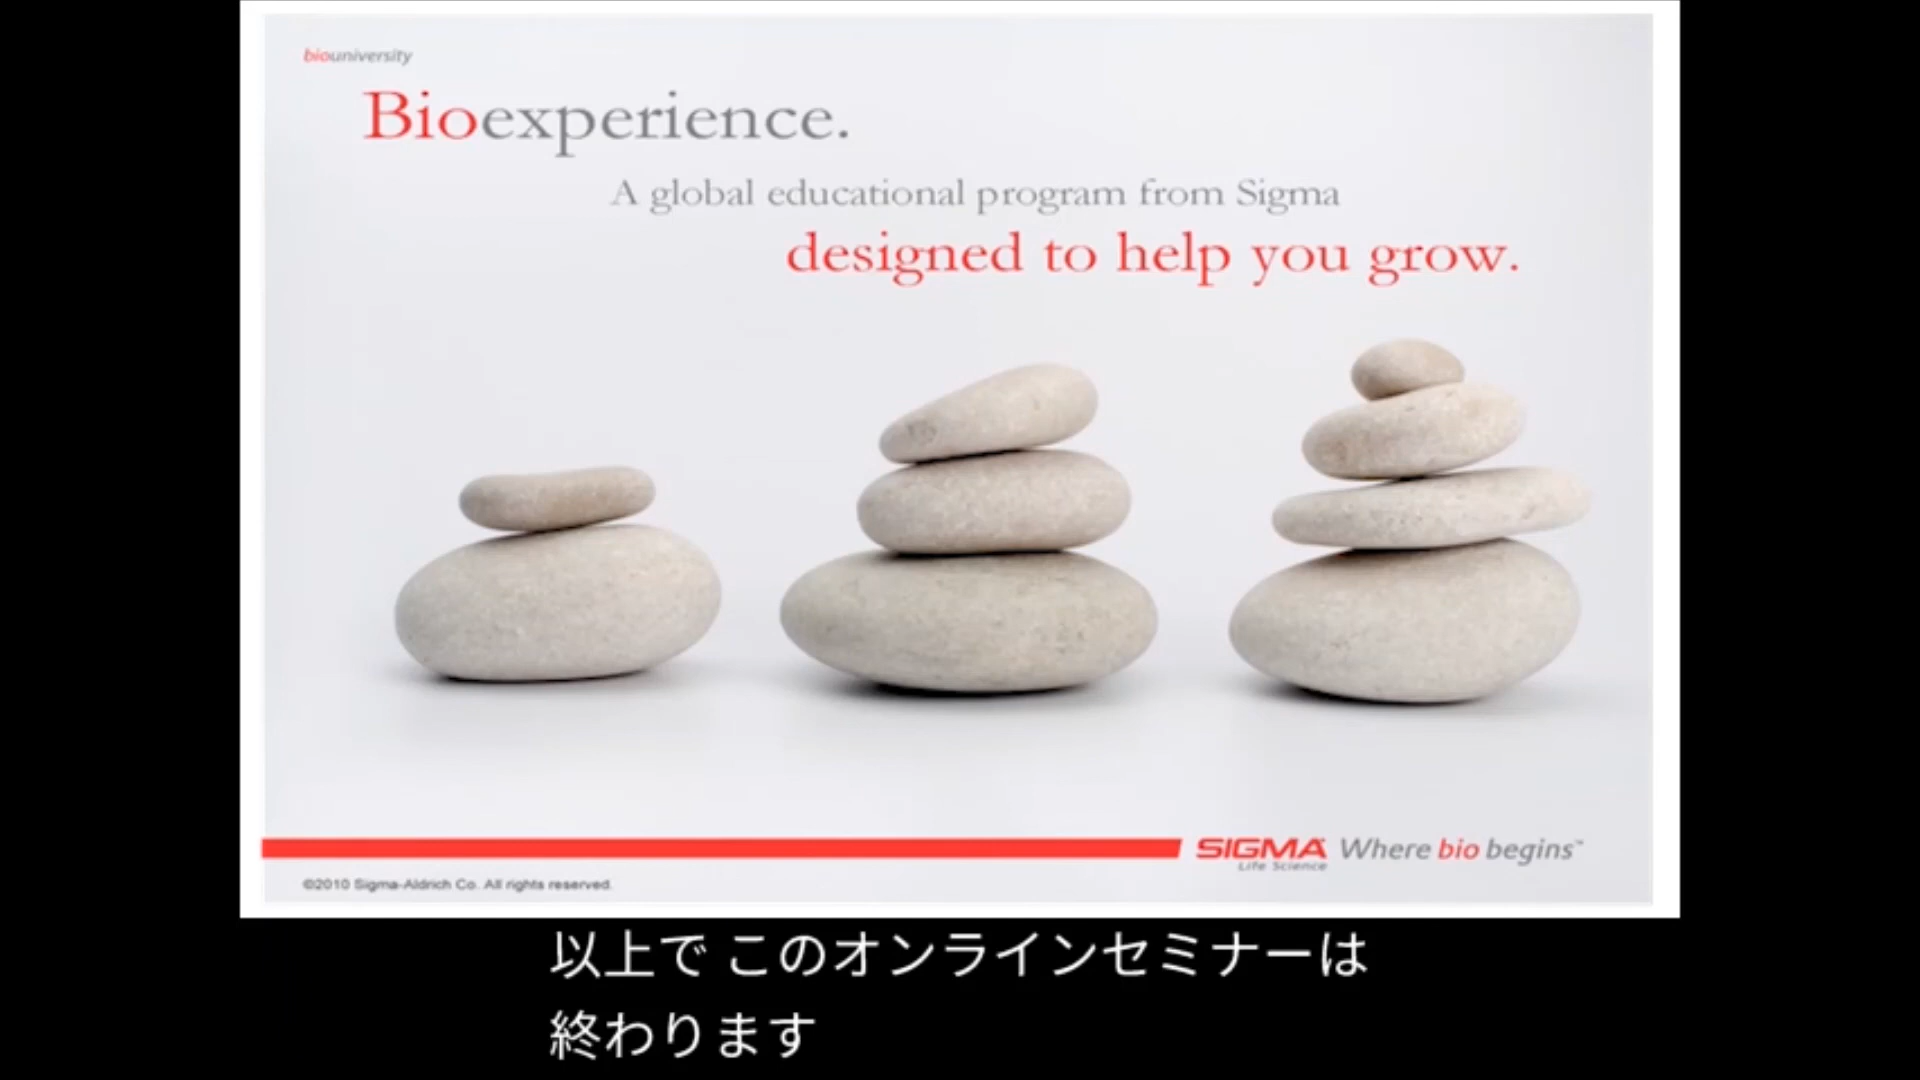 biouniversity
Bioexperience.
A global educational program from Sigma
designed to help you grow.
SIGMA Where bio begins™
Life Science
©2010 Sigma-Aldrich Co. All rights reserved.
以上で このオンラインセミナーは
終わります